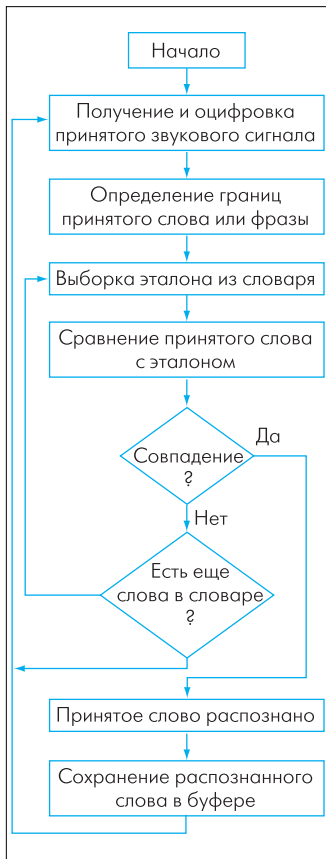 Начало
Получение и оцифровка
принятого звукового сигнала
Определение границ
принятого слова или фразы
Выборка эталона из словаря
Сравнение принятого слова
с эталоном
Совпадение
?
Да
Нет
Есть еще
слова в словаре
?
Принятое слово распознано
Сохранение распознанного
слова в буфере